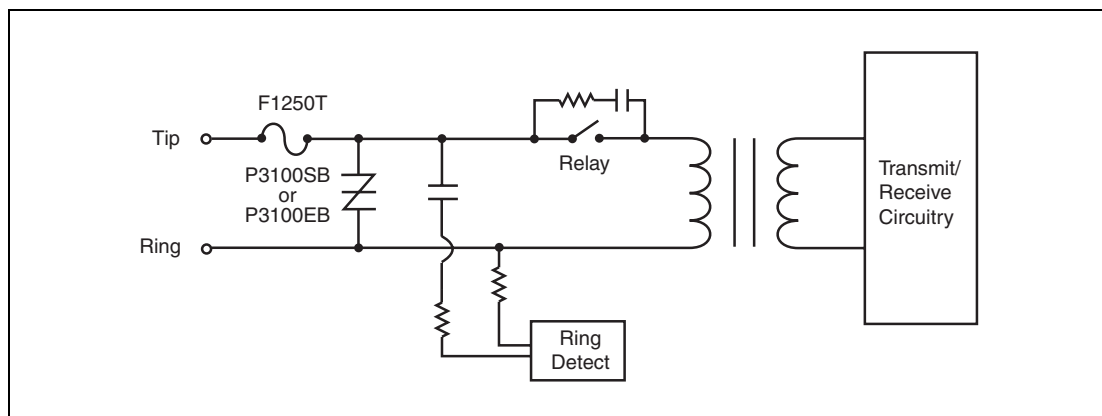 F1250T
Tip
P3100SB
or
P3100EB
Relay
Transmit/
Receive
Circuitry
Ring
Ring
Detect